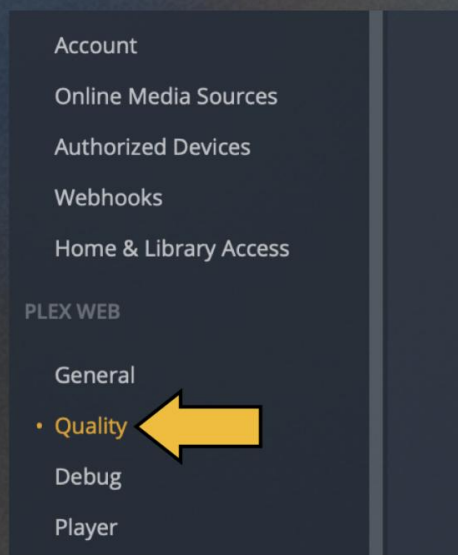 Account
Online Media Sources
Authorized Devices
Webhooks
Home & Library Access
PLEX WEB
General
• Quality
Debug
Player